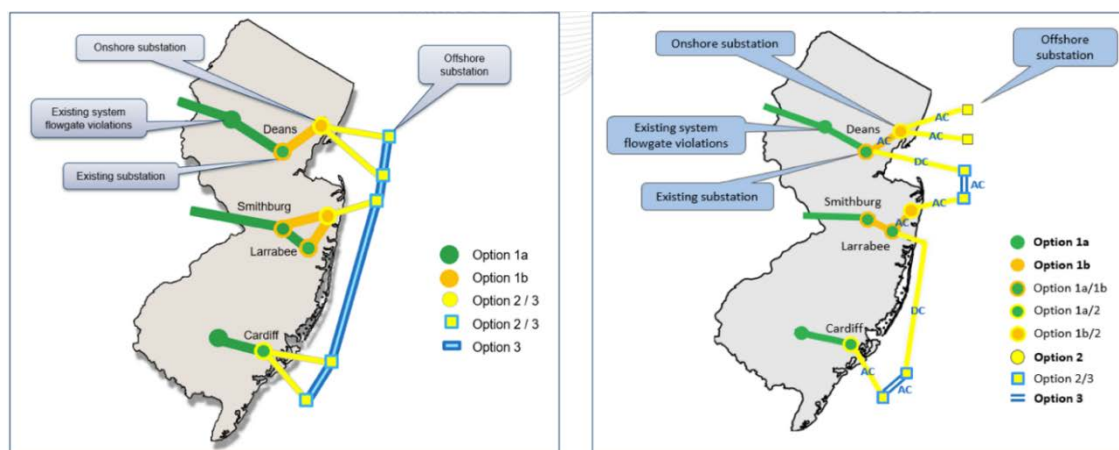 Onshore substation
Offshore
substation
Existing system
flowgate violations
Deans
Existing substation
Smithburg
Larrabee
Cardiff
Option 1a
Option 1b
Option 2 / 3
Option 2 / 3
Option 3
Onshore substation
Offshore
substation
AC
AC
Existing system
flowgate violations
Deans
AC
DC
Existing substation
AC
Smithburg
AC
AC
Larrabee
DC
Cardiff
AC
AC
Option 1a
Option 1b
Option 1a/1b
Option 1a/2
Option 1b/2
Option 2
Option 2/3
Option 3